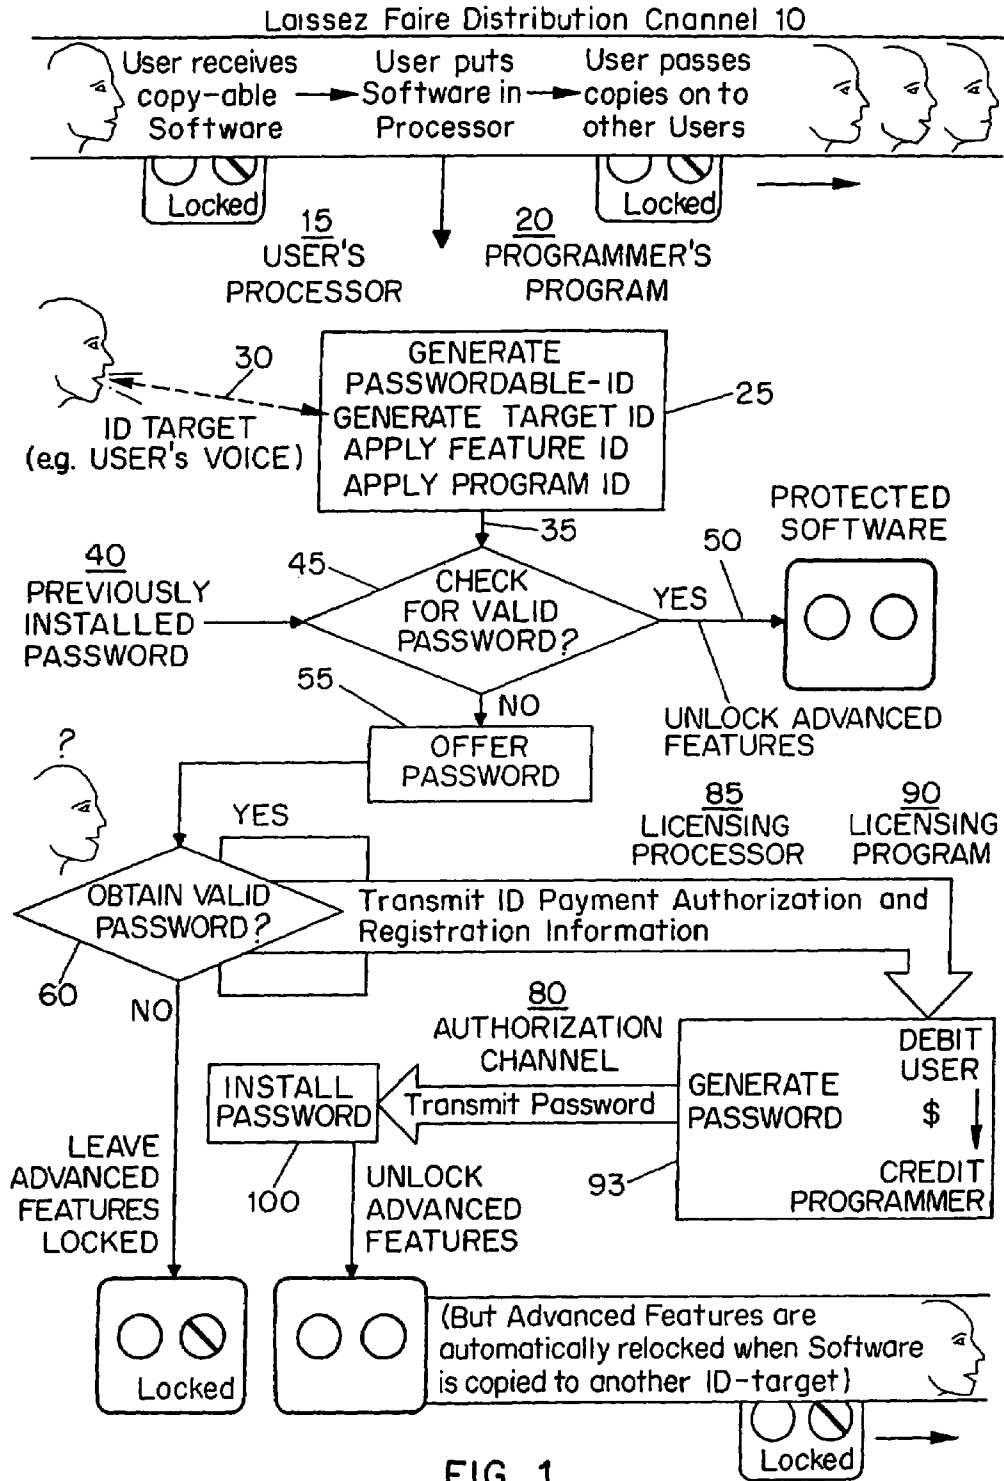 Laissez Faire Distribution Cnannel 10
User receives
copy-able
Software
User puts
Software in
Processor
User passes
copies on to
other Users
Locked
Locked
15
USER'S
PROCESSOR
20
PROGRAMMER'S
PROGRAM
30
ID TARGET
(e.g. USER's VOICE)
GENERATE
PASSWORDABLE-ID
GENERATE TARGET ID
APPLY FEATURE ID
APPLY PROGRAM ID
25
35
40
PREVIOUSLY
INSTALLED
PASSWORD
45
CHECK
FOR VALID
PASSWORD?
YES
50
PROTECTED
SOFTWARE
UNLOCK ADVANCED
FEATURES
NO
55
OFFER
PASSWORD
?
YES
OBTAIN VALID
PASSWORD?
60
NO
85
LICENSING
PROCESSOR
90
LICENSING
PROGRAM
Transmit ID Payment Authorization and
Registration Information
80
AUTHORIZATION
CHANNEL
Transmit Password
GENERATE
PASSWORD
DEBIT
USER
$
CREDIT
PROGRAMMER
93
INSTALL
PASSWORD
100
LEAVE
ADVANCED
FEATURES
LOCKED
UNLOCK
ADVANCED
FEATURES
Locked
(But Advanced Features are
automatically relocked when Software
is copied to another ID-target)
Locked
FIG. 1